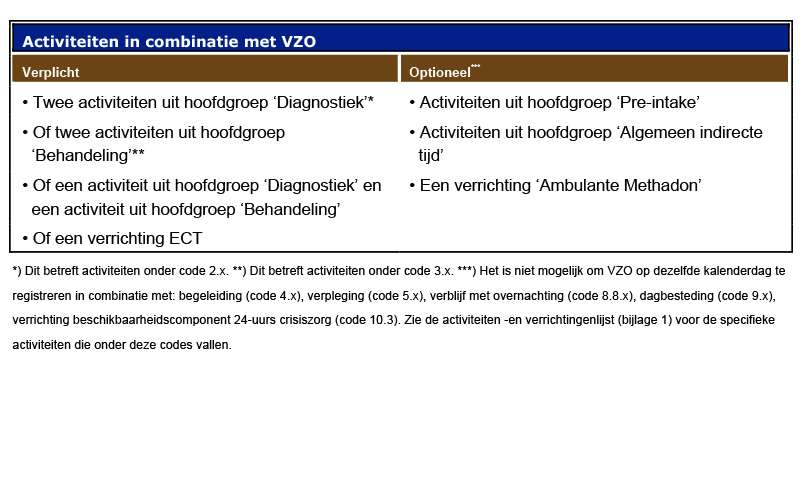 Activiteiten in combinatie met VZO
Verplicht
Optioneel***
• Twee activiteiten uit hoofdgroep ‘Diagnostiek’*
• Of twee activiteiten uit hoofdgroep
‘Behandeling’**
• Of een activiteit uit hoofdgroep ‘Diagnostiek’ en
een activiteit uit hoofdgroep ‘Behandeling’
• Of een verrichting ECT
• Activiteiten uit hoofdgroep ‘Pre-intake’
• Activiteiten uit hoofdgroep ‘Algemeen indirecte
tijd’
• Een verrichting ‘Ambulante Methadon’
*) Dit betreft activiteiten onder code 2.x. **) Dit betreft activiteiten onder code 3.x. ***) Het is niet mogelijk om VZO op dezelfde kalenderdag te
registreren in combinatie met: begeleiding (code 4.x), verpleging (code 5.x), verblijf met overnachting (code 8.8.x), dagbesteding (code 9.x),
verrichting beschikbaarheidscomponent 24-uurs crisiszorg (code 10.3). Zie de activiteiten -en verrichtingenlijst (bijlage 1) voor de specifieke
activiteiten die onder deze codes vallen.